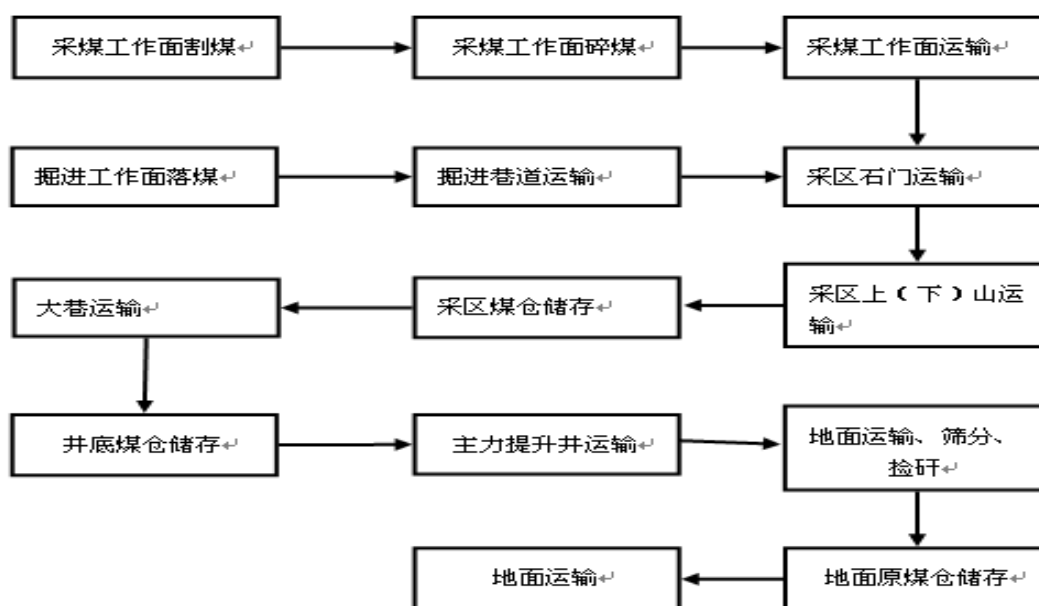 采煤工作面割煤
采煤工作面碎煤
采煤工作面运输
掘进工作面落煤
掘进巷道运输
采区石门运输
大巷运输
采区煤仓储存
采区上（下）山运
输
井底煤仓储存
主力提升井运输
地面运输、筛分、
捡矸
地面运输
地面原煤仓储存